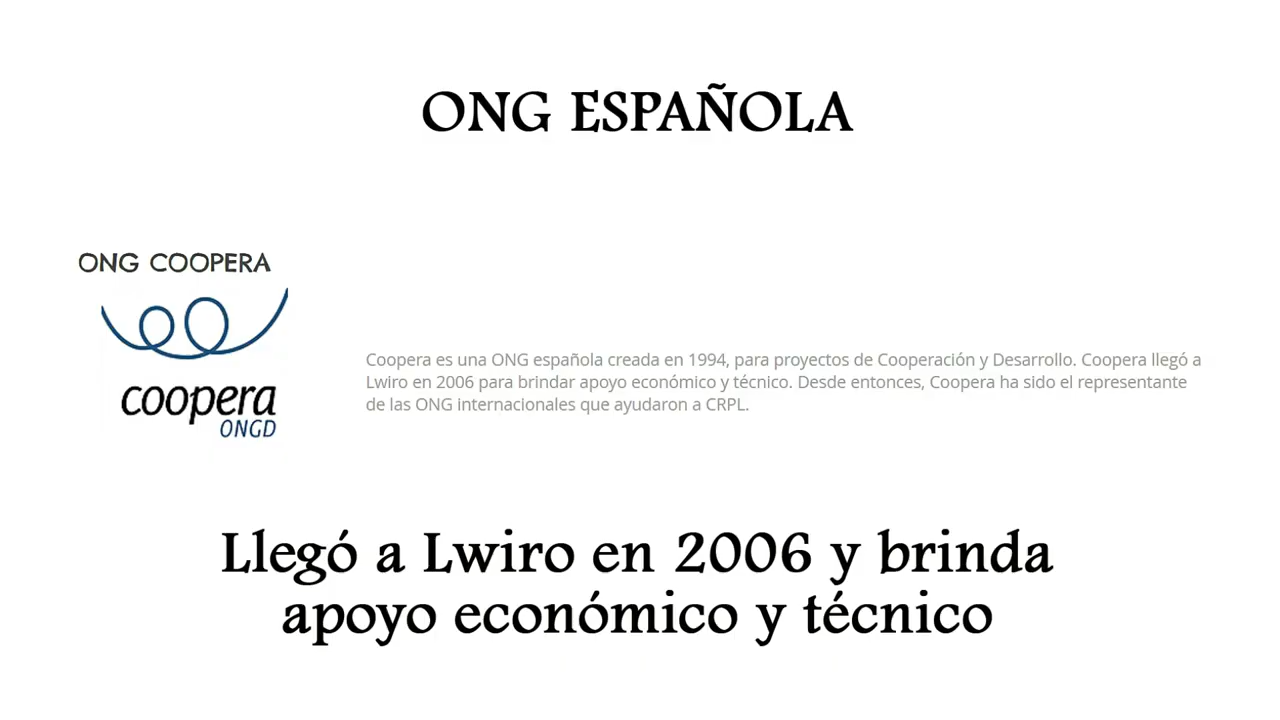 ONG ESPAÑOLA
ONG COOPERA
coopera
ONGD
Coopera es una ONG española creada en 1994, para proyectos de Cooperación y Desarrollo. Coopera llegó a
Lwiro en 2006 para brindar apoyo económico y técnico. Desde entonces, Coopera ha sido el representante
de las ONG internacionales que ayudaron a CRPL.
Llegó a Lwiro en 2006 y brinda
apoyo económico y técnico